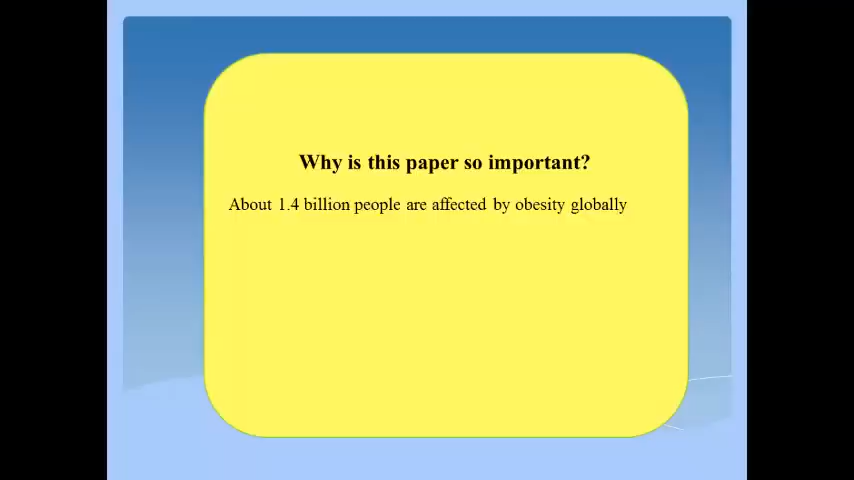 Why is this paper so important?
About 1.4 billion people are affected by obesity globally